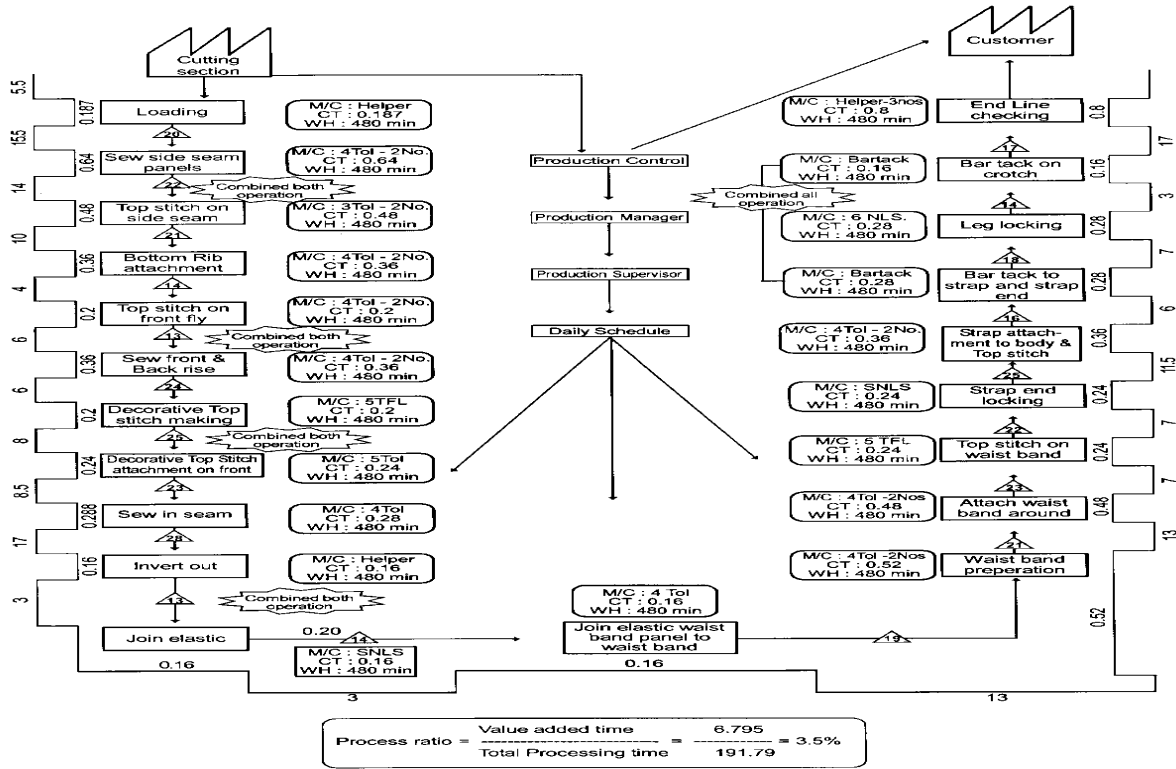 Cutting
section
Customer
5.5
0.187
Loading
M/C : Helper
CT : 0.187
WH : 480 min
20
155
0.64
Sew side seam
panels
M/C : 4Tol - 2No.
CT : 0.64
WH : 480 min
22
Combined both
operation
14
0.48
Top stitch on
side seam
M/C : 3Tol - 2No.
CT : 0.48
WH : 480 min
21
10
0.36
Bottom Rib
attachment
M/C : 4Tol - 2No.
CT : 0.36
WH : 480 min
14
4
0.2
Top stitch on
front fly
M/C : 4Tol - 2No.
CT : 0.2
WH : 480 min
13
Combined both
operation
6
0.36
Sew front &
Back rise
M/C : 4Tol - 2No.
CT : 0.36
WH : 480 min
24
6
0.2
Decorative Top
stitch making
M/C : 5TFL
CT : 0.2
WH : 480 min
25
Combined both
operation
8
0.24
Decorative Top Stitch
attachment on front
M/C : 5Tol
CT : 0.24
WH : 480 min
23
8.5
0.288
Sew in seam
M/C : 4Tol
CT : 0.28
WH : 480 min
28
17
0.16
Invert out
M/C : Helper
CT : 0.16
WH : 480 min
13
Combined both
operation
3
Join elastic
0.20
14
M/C : SNLS
CT : 0.16
WH : 480 min
0.16
3
Production Control
Production Manager
Production Supervisor
Daily Schedule
M/C : 4 Tol
CT : 0.16
WH : 480 min
Join elastic waist
band panel to
waist band
0.16
19
13
M/C : Helper-3nos
CT : 0.8
WH : 480 min
End Line
checking
0.8
17
17
M/C : Bartack
CT : 0.16
WH : 480 min
Bar tack on
crotch
0.16
Combined all
operation
14
3
M/C : 6 NLS.
CT : 0.28
WH : 480 min
Leg locking
0.28
18
7
M/C : Bartack
CT : 0.28
WH : 480 min
Bar tack to
strap and strap
end
0.28
16
6
M/C : 4Tol - 2No.
CT : 0.36
WH : 480 min
Strap attach-
ment to body &
Top stitch
0.36
25
11.5
M/C : SNLS
CT : 0.24
WH : 480 min
Strap end
locking
0.24
22
7
M/C : 5 TFL
CT : 0.24
WH : 480 min
Top stitch on
waist band
0.24
23
7
M/C : 4Tol -2Nos
CT : 0.48
WH : 480 min
Attach waist
band around
0.48
21
13
M/C : 4Tol -2Nos
CT : 0.52
WH : 480 min
Waist band
preperation
0.52
Process ratio = Value added time / Total Processing time = 6.795 / 191.79 = 3.5%